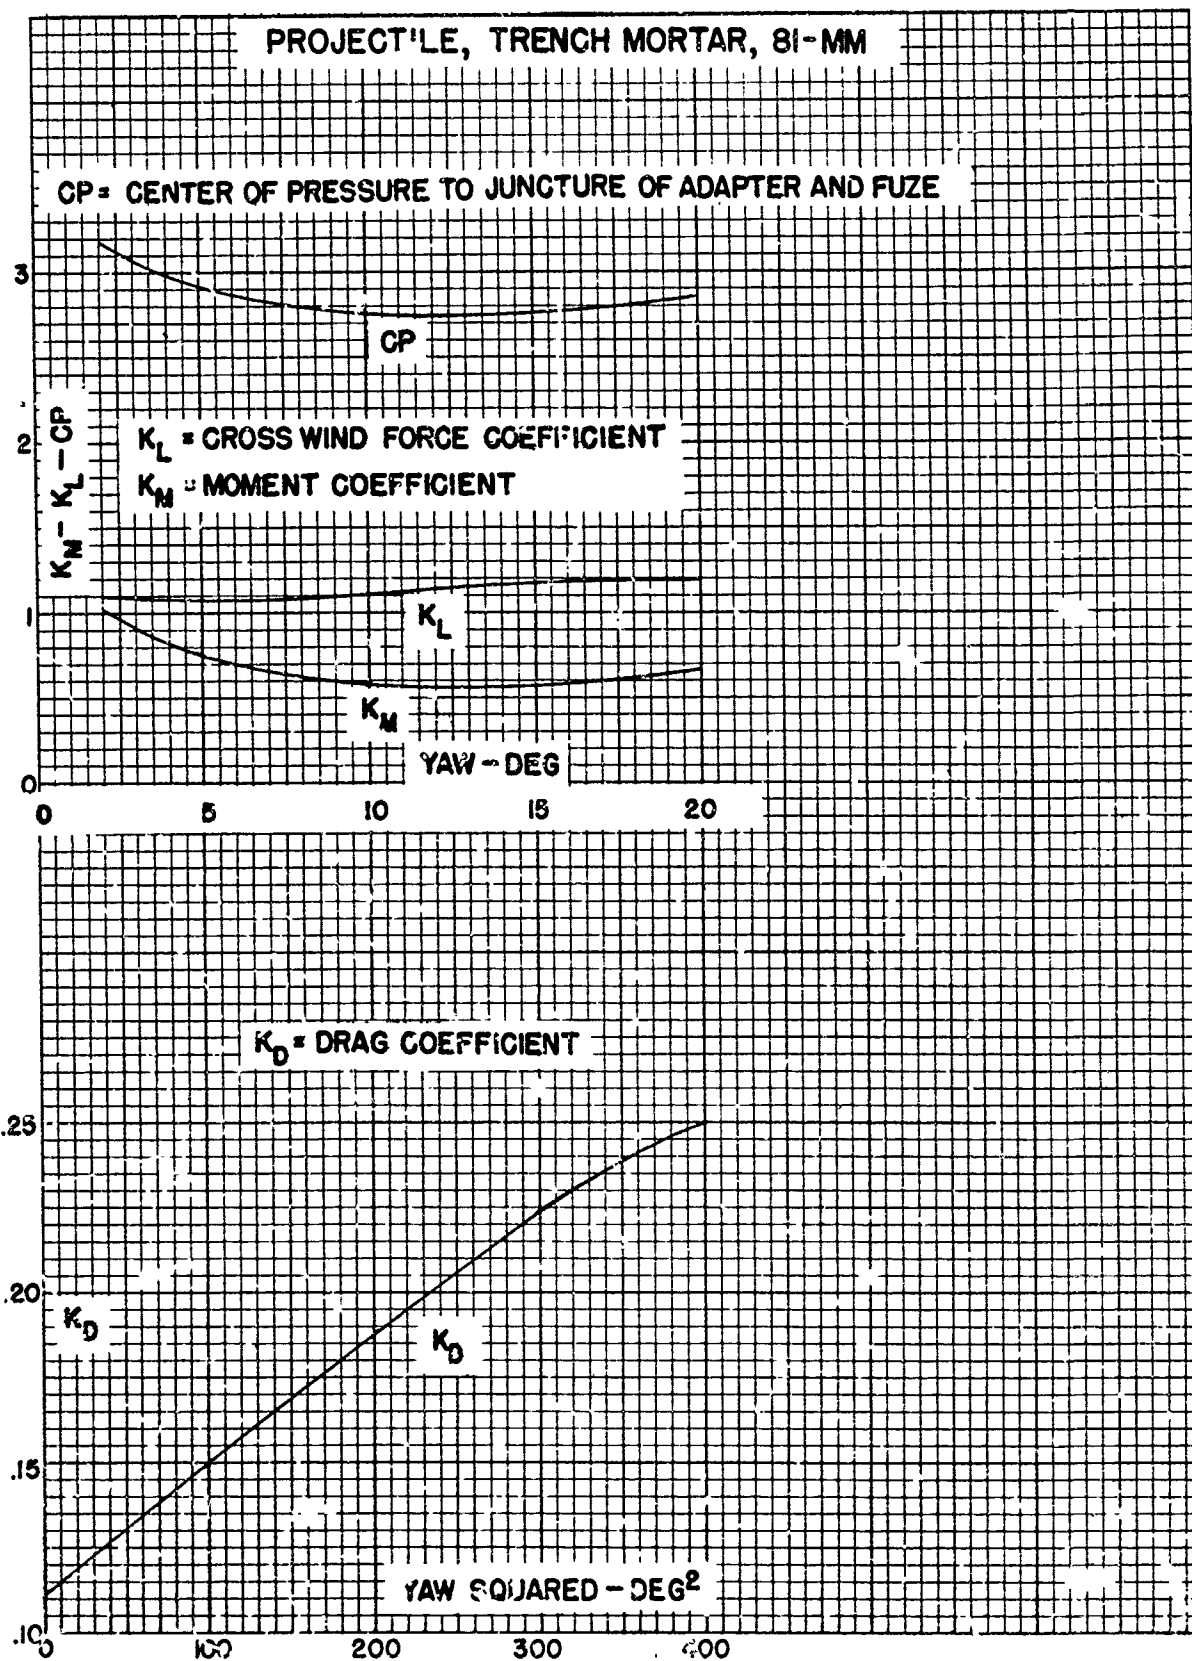 PROJECTILE, TRENCH MORTAR, 81-MM
CP= CENTER OF PRESSURE TO JUNCTURE OF ADAPTER AND FUZE
3
CP
K_M - K_L - CP
2
K_L = CROSS WIND FORCE COEFFICIENT
K_M = MOMENT COEFFICIENT
1
K_L
K_M
YAW - DEG
0
0 5 10 15 20
K_D = DRAG COEFFICIENT
.25
.20
K_D
K_D
.15
YAW SQUARED - DEG²
.10
0 100 200 300 400